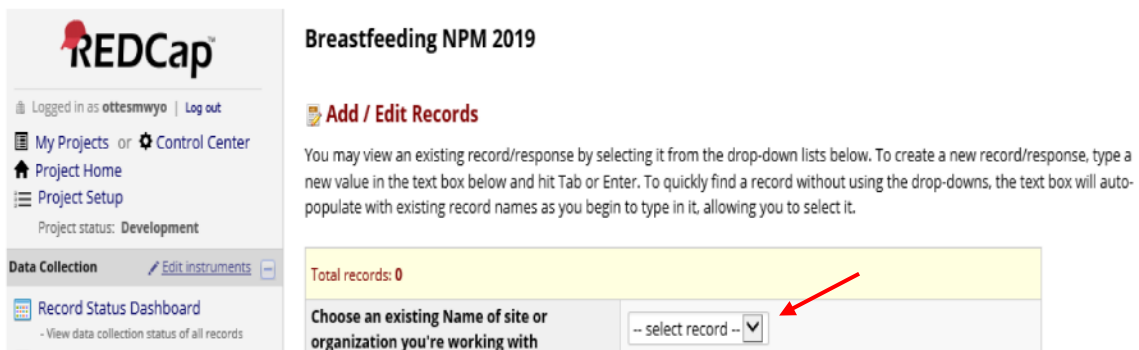 REDCap™
Logged in as ottesmwyo | Log out
My Projects or Control Center
Project Home
Project Setup
Project status: Development
Data Collection Edit instruments
Record Status Dashboard
- View data collection status of all records
Breastfeeding NPM 2019
Add / Edit Records
You may view an existing record/response by selecting it from the drop-down lists below. To create a new record/response, type a
new value in the text box below and hit Tab or Enter. To quickly find a record without using the drop-downs, the text box will auto-
populate with existing record names as you begin to type in it, allowing you to select it.
Total records: 0
Choose an existing Name of site or
organization you're working with
-- select record --